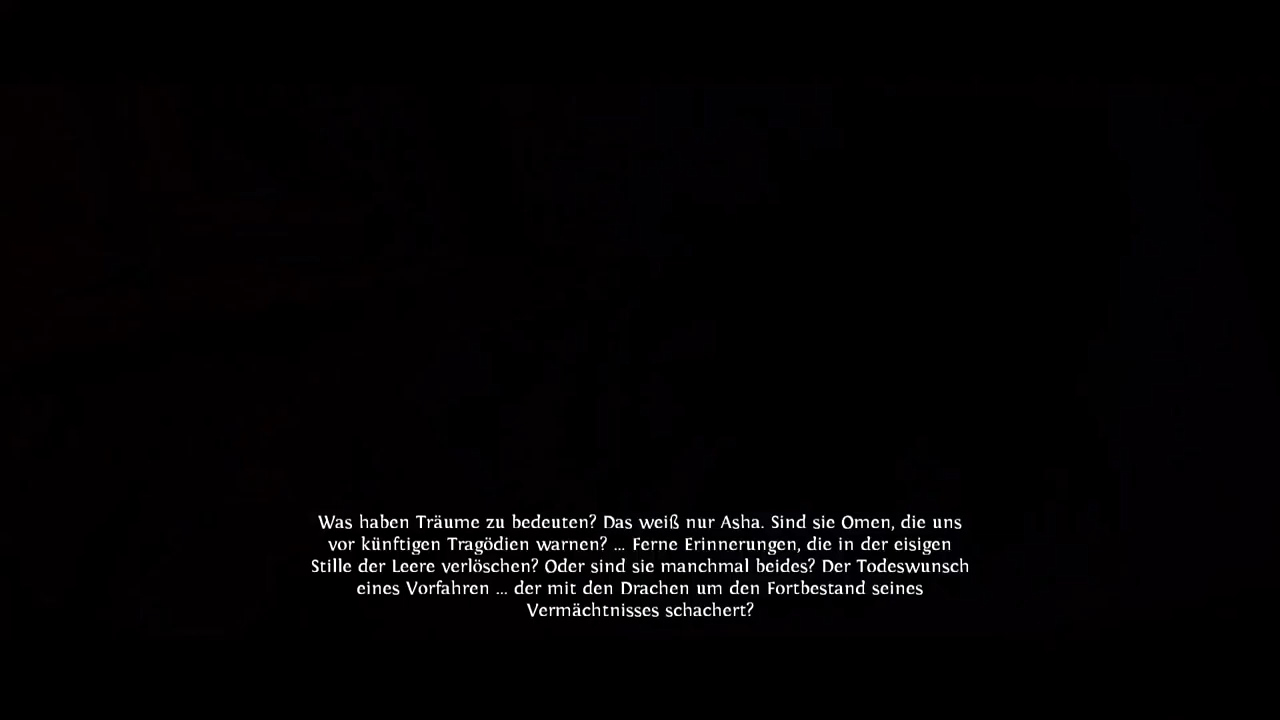 Was haben Träume zu bedeuten? Das weiß nur Asha. Sind sie Omen, die uns
vor künftigen Tragödien warnen? ... Ferne Erinnerungen, die in der eisigen
Stille der Leere verlöschen? Oder sind sie manchmal beides? Der Todeswunsch
eines Vorfahren ... der mit den Drachen um den Fortbestand seines
Vermächtnisses schachert?